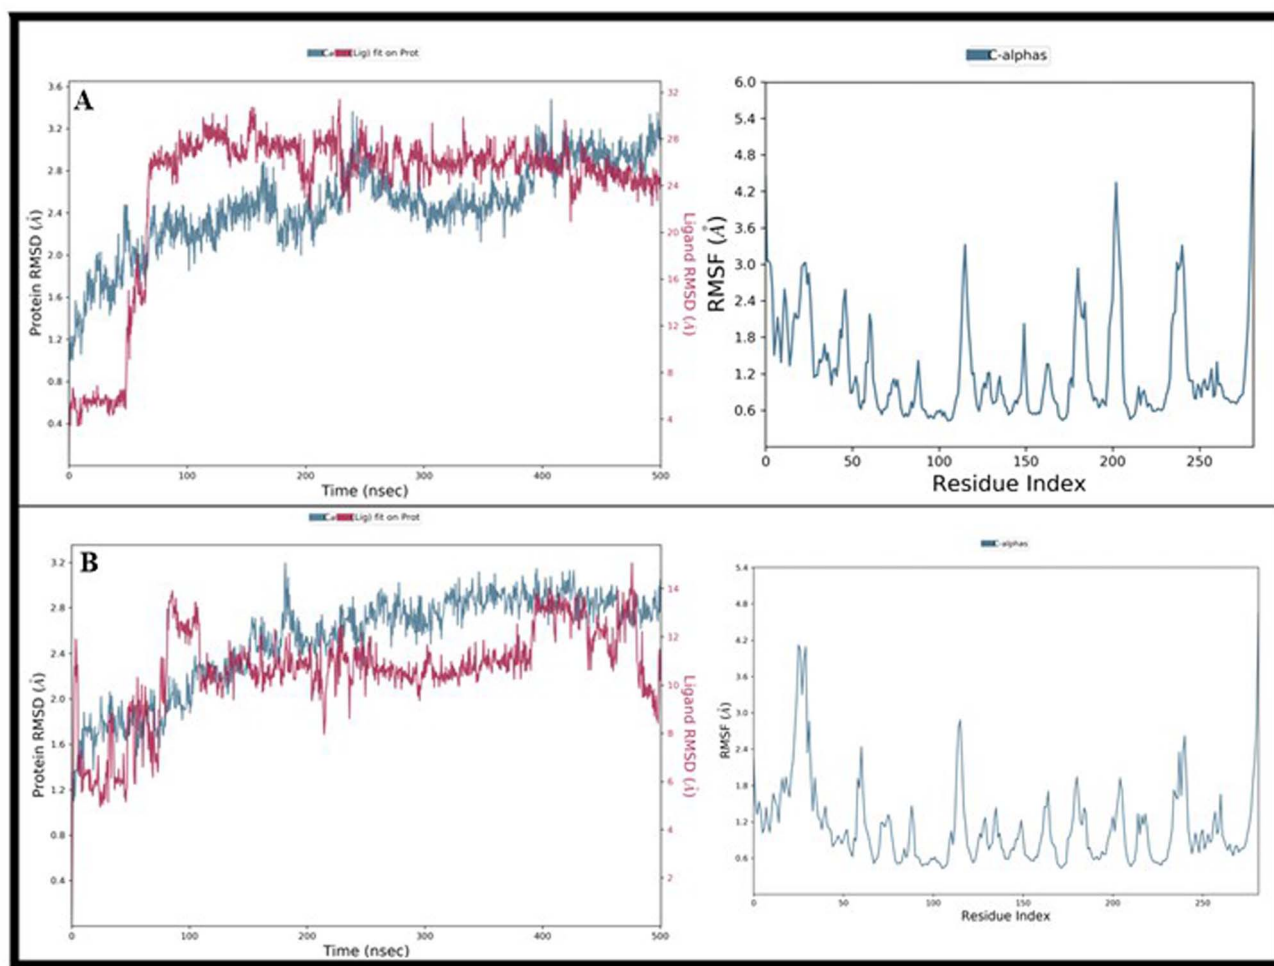 Ca (Lig) fit on Prot
A
3.6
3.2
2.8
2.4
2.0
1.6
1.2
0.8
0.4
Protein RMSD (Å)
32
28
24
20
16
12
8
4
Ligand RMSD (Å)
0 100 200 300 400 500
Time (nsec)
C-alphas
6.0
5.4
4.8
4.2
3.6
3.0
2.4
1.8
1.2
0.6
RMSF (Å)
0 50 100 150 200 250
Residue Index
Ca (Lig) fit on Prot
B
3.2
2.8
2.4
2.0
1.6
1.2
0.8
0.4
Protein RMSD (Å)
14
12
10
8
6
4
2
Ligand RMSD (Å)
0 100 200 300 400 500
Time (nsec)
C-alphas
5.4
4.8
4.2
3.6
3.0
2.4
1.8
1.2
0.6
RMSF (Å)
0 50 100 150 200 250
Residue Index